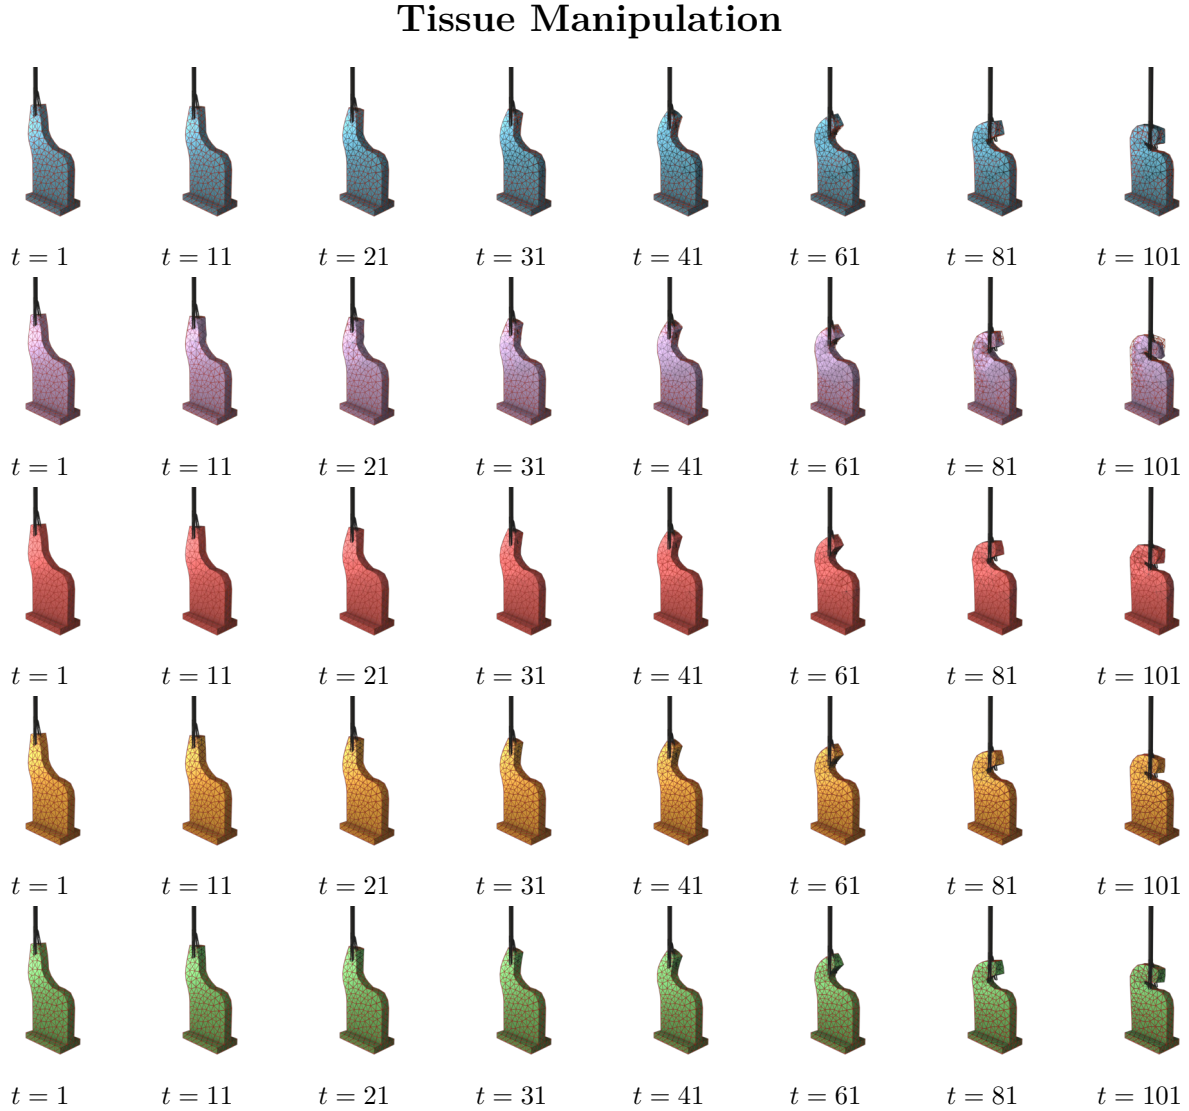 Tissue Manipulation
t = 1 t = 11 t = 21 t = 31 t = 41 t = 61 t = 81 t = 101
t = 1 t = 11 t = 21 t = 31 t = 41 t = 61 t = 81 t = 101
t = 1 t = 11 t = 21 t = 31 t = 41 t = 61 t = 81 t = 101
t = 1 t = 11 t = 21 t = 31 t = 41 t = 61 t = 81 t = 101
t = 1 t = 11 t = 21 t = 31 t = 41 t = 61 t = 81 t = 101